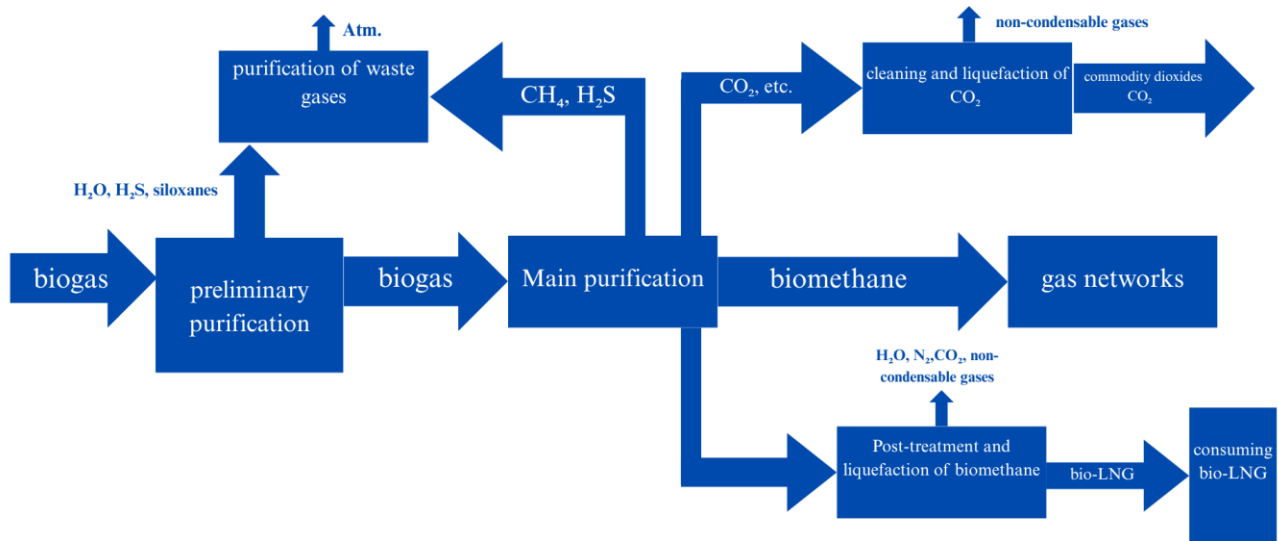 Atm.
purification of waste
gases
CH₄, H₂S
CO₂, etc.
non-condensable gases
cleaning and liquefaction of
CO₂
commodity dioxides
CO₂
H₂O, H₂S, siloxanes
biogas
preliminary
purification
biogas
Main purification
biomethane
gas networks
H₂O, N₂,CO₂, non-
condensable gases
Post-treatment and
liquefaction of biomethane
bio-LNG
consuming
bio-LNG